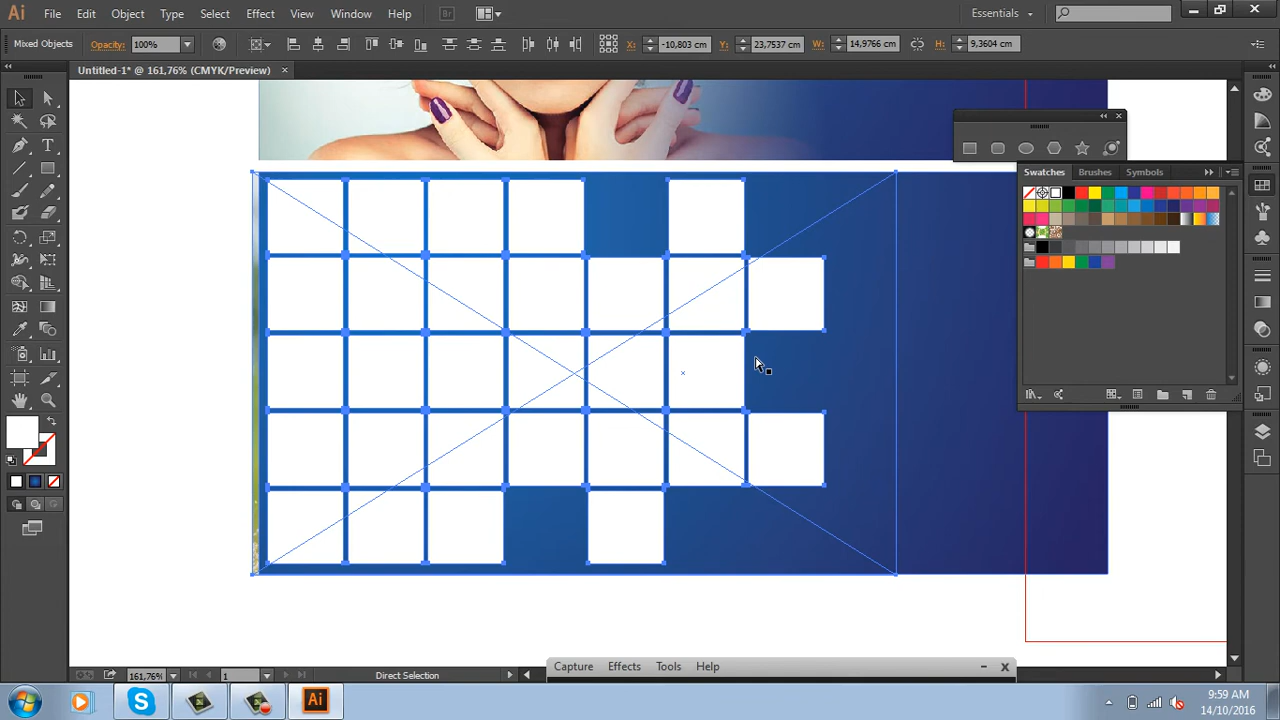 Ai File Edit Object Type Select Effect View Window Help Br Essentials
Mixed Objects Opacity: 100% X: -10,803 cm Y: 23,7537 cm W: 14,9766 cm H: 9,3604 cm
Untitled-1* @ 161,76% (CMYK/Preview)
Swatches Brushes Symbols
161,76% 1 Direct Selection
Capture Effects Tools Help
Ai
9:59 AM
14/10/2016